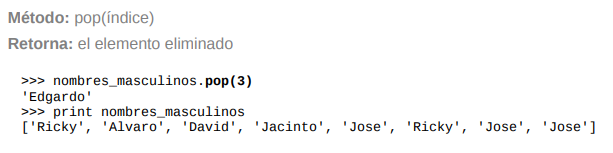 Método: pop(índice)
Retorna: el elemento eliminado
>>> nombres_masculinos.pop(3)
'Edgardo'
>>> print nombres_masculinos
['Ricky', 'Alvaro', 'David', 'Jacinto', 'Jose', 'Ricky', 'Jose', 'Jose']